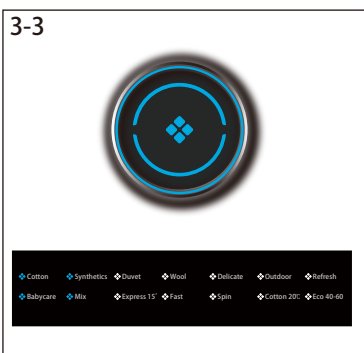 3-3
Cotton Synthetics Duvet Wool Delicate Outdoor Refresh
Babycare Mix Express 15' Fast Spin Cotton 20℃ Eco 40-60